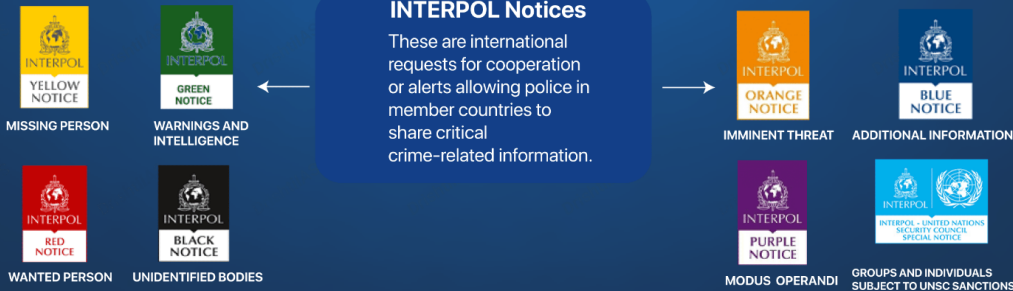 INTERPOL Notices
These are international
requests for cooperation
or alerts allowing police in
member countries to
share critical
crime-related information.
INTERPOL
YELLOW
NOTICE
MISSING PERSON
INTERPOL
GREEN
NOTICE
WARNINGS AND
INTELLIGENCE
INTERPOL
RED
NOTICE
WANTED PERSON
INTERPOL
BLACK
NOTICE
UNIDENTIFIED BODIES
INTERPOL
ORANGE
NOTICE
IMMINENT THREAT
INTERPOL
BLUE
NOTICE
ADDITIONAL INFORMATION
INTERPOL
PURPLE
NOTICE
MODUS OPERANDI
INTERPOL
INTERPOL - UNITED NATIONS
SECURITY COUNCIL
SPECIAL NOTICE
GROUPS AND INDIVIDUALS
SUBJECT TO UNSC SANCTIONS